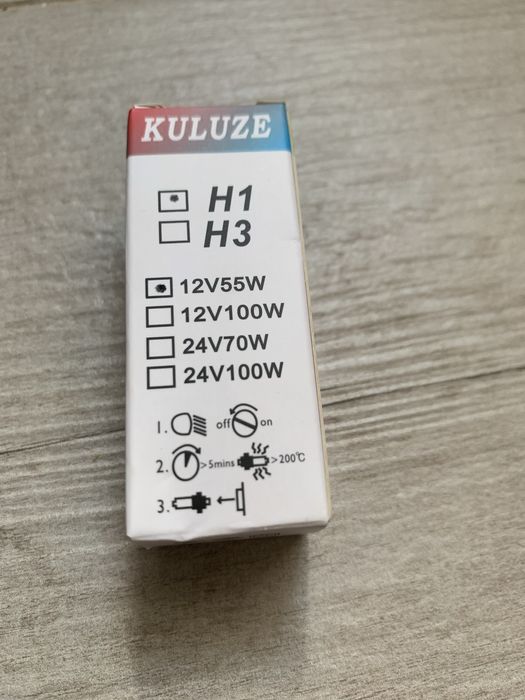 KULUZE
H1
H3
12V55W
12V100W
24V70W
24V100W
1. off on
2. >5mins >200℃
3.